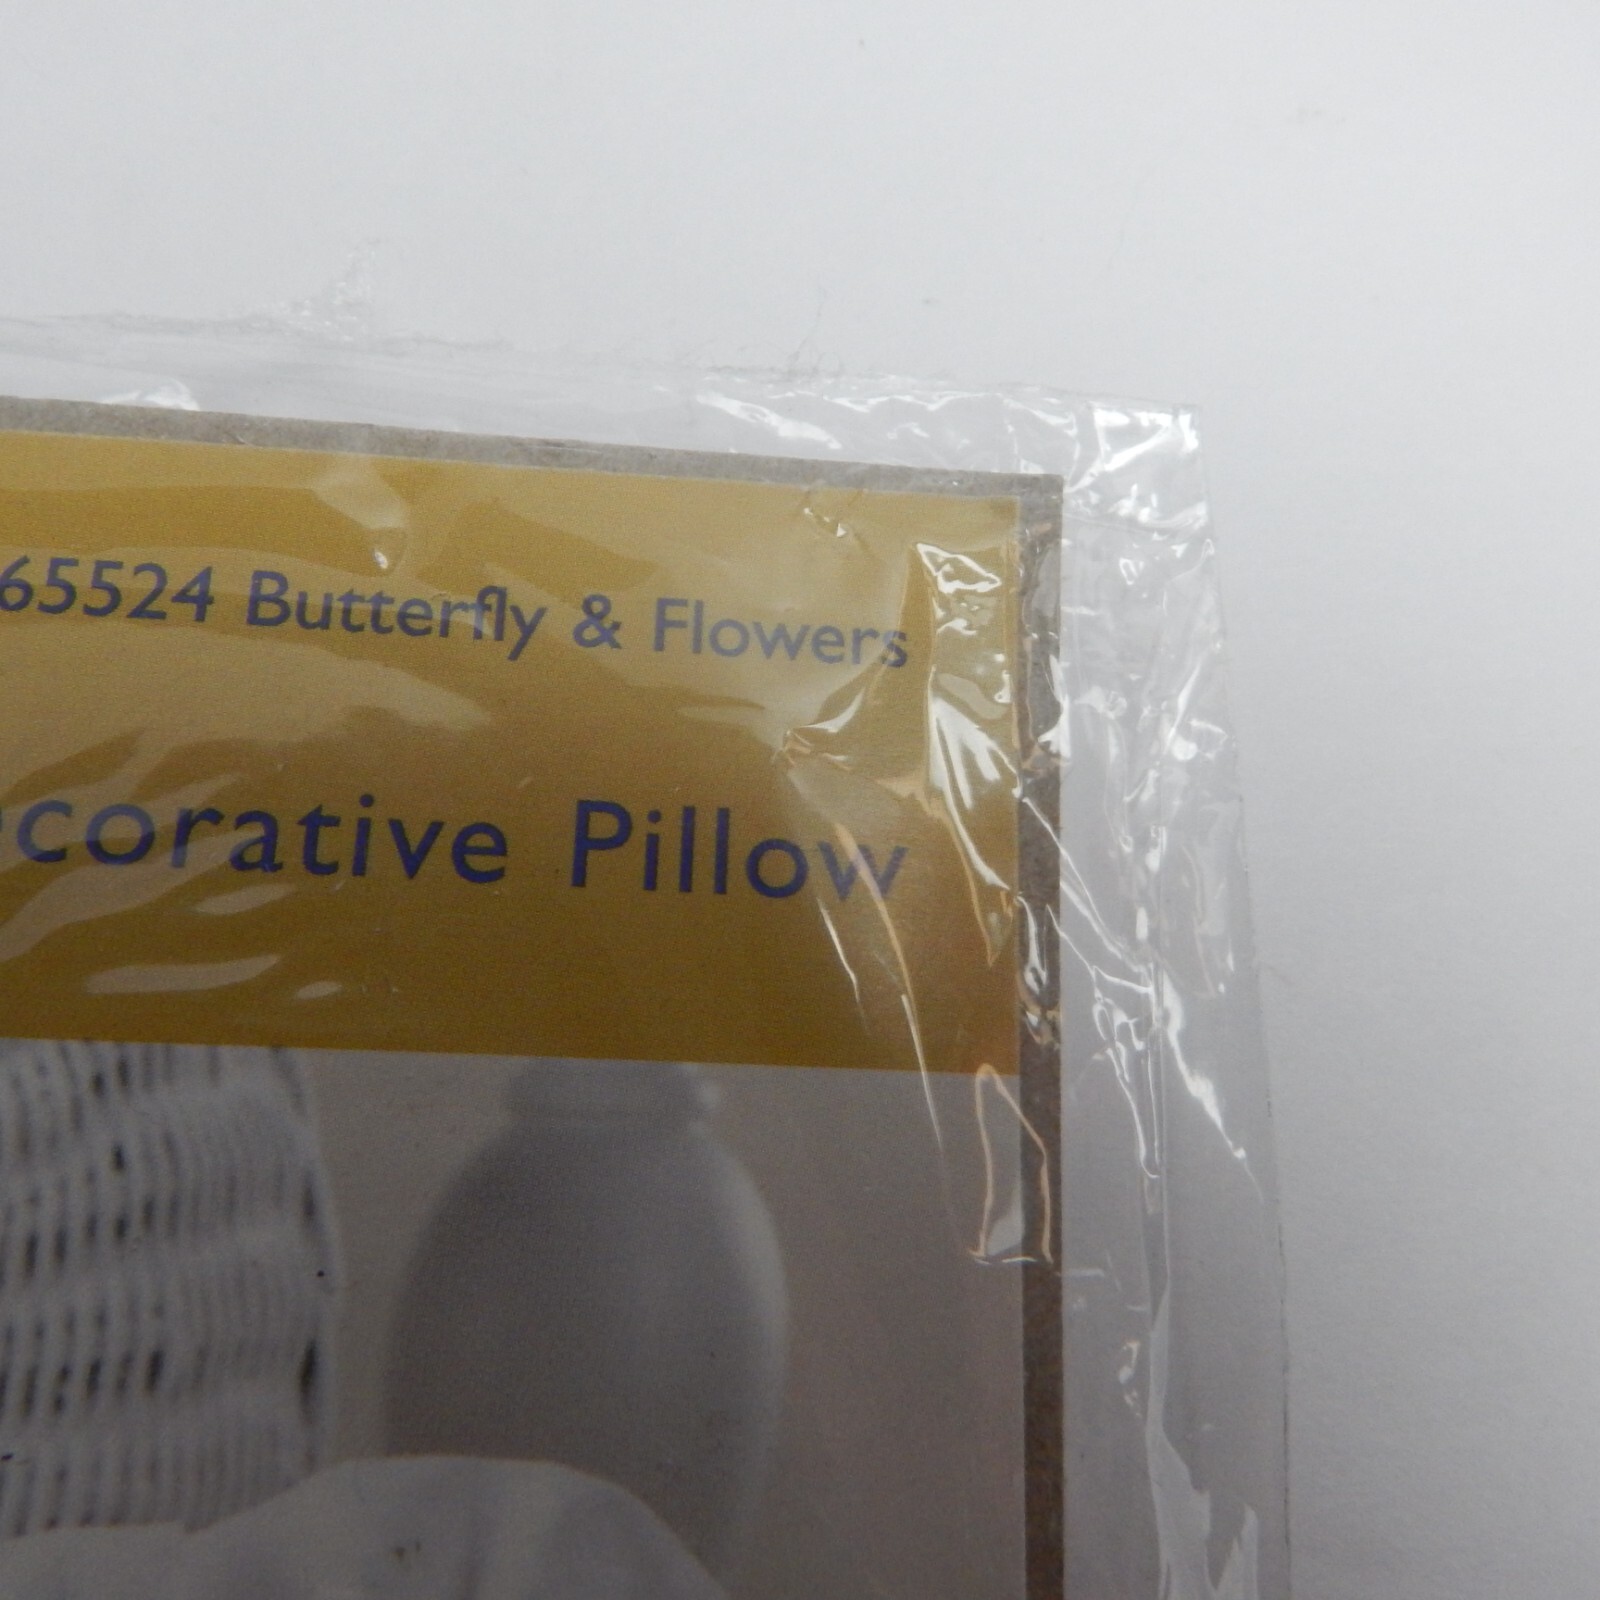 65524 Butterfly & Flowers
corative Pillow